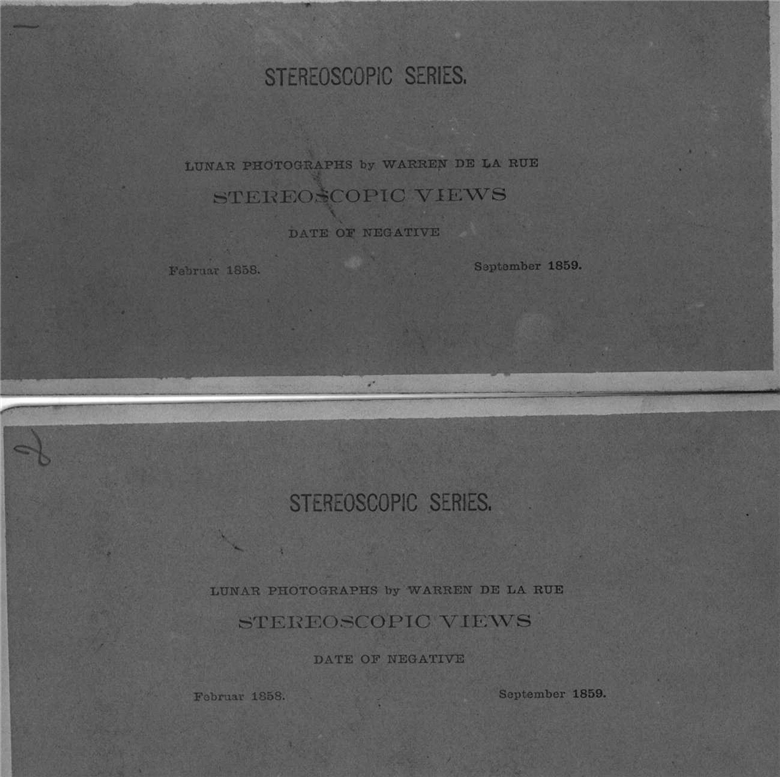 STEREOSCOPIC SERIES.
LUNAR PHOTOGRAPHS by WARREN DE LA RUE
STEREOSCOPIC VIEWS
DATE OF NEGATIVE
Februar 1858. September 1859.
8
STEREOSCOPIC SERIES.
LUNAR PHOTOGRAPHS by WARREN DE LA RUE
STEREOSCOPIC VIEWS
DATE OF NEGATIVE
Februar 1858. September 1859.